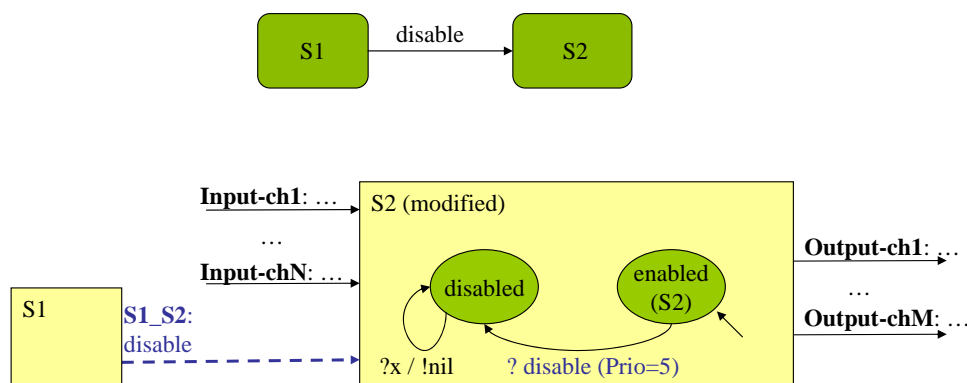 disable
S1
S2
Input-ch1: …
S2 (modified)
…
Output-ch1: …
Input-chN: …
enabled
(S2)
disabled
…
S1
S1_S2:
disable
Output-chM: …
?x / !nil
? disable (Prio=5)